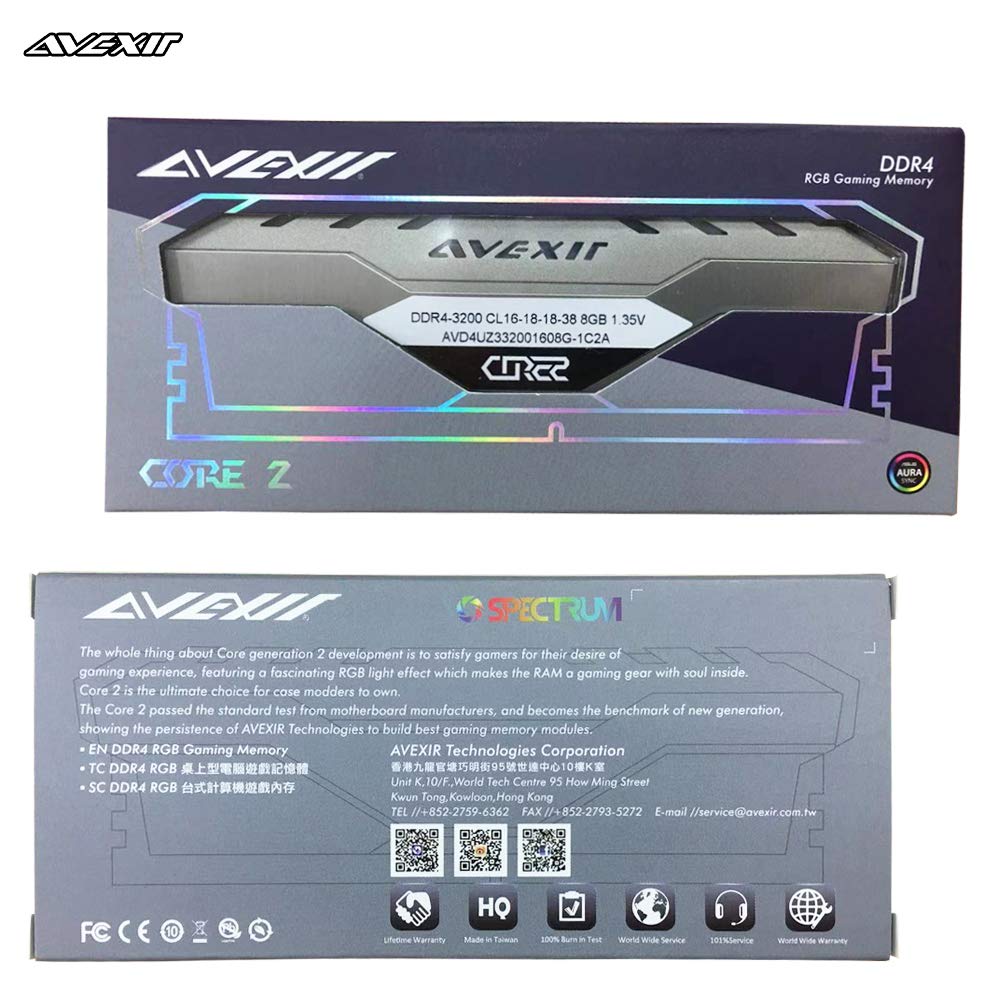 AVEXIR
AVEXIR
DDR4
RGB Gaming Memory
AVEXIR
DDR4-3200 CL16-18-18-38 8GB 1.35V
AVD4UZ332001608G-1C2A
CORE2
CORE 2
ASUS
AURA
SYNC
AVEXIR
SPECTRUM
The whole thing about Core generation 2 development is to satisfy gamers for their desire of
gaming experience, featuring a fascinating RGB light effect which makes the RAM a gaming gear with soul inside.
Core 2 is the ultimate choice for case modders to own.
The Core 2 passed the standard test from motherboard manufacturers, and becomes the benchmark of new generation,
showing the persistence of AVEXIR Technologies to build best gaming memory modules.
• EN DDR4 RGB Gaming Memory
• TC DDR4 RGB 桌上型電腦遊戲記憶體
• SC DDR4 RGB 台式計算機遊戲內存
AVEXIR Technologies Corporation
香港九龍官塘巧明街95號世達中心10樓K室
Unit K,10/F.,World Tech Centre 95 How Ming Street
Kwun Tong,Kowloon,Hong Kong
TEL //+852-2759-6362 FAX //+852-2793-5272 E-mail //service@avexir.com.tw
FC CE 10
HQ
Lifetime Warranty
Made in Taiwan
100% Burn in Test
World Wide Service
101%Service
World Wide Warranty